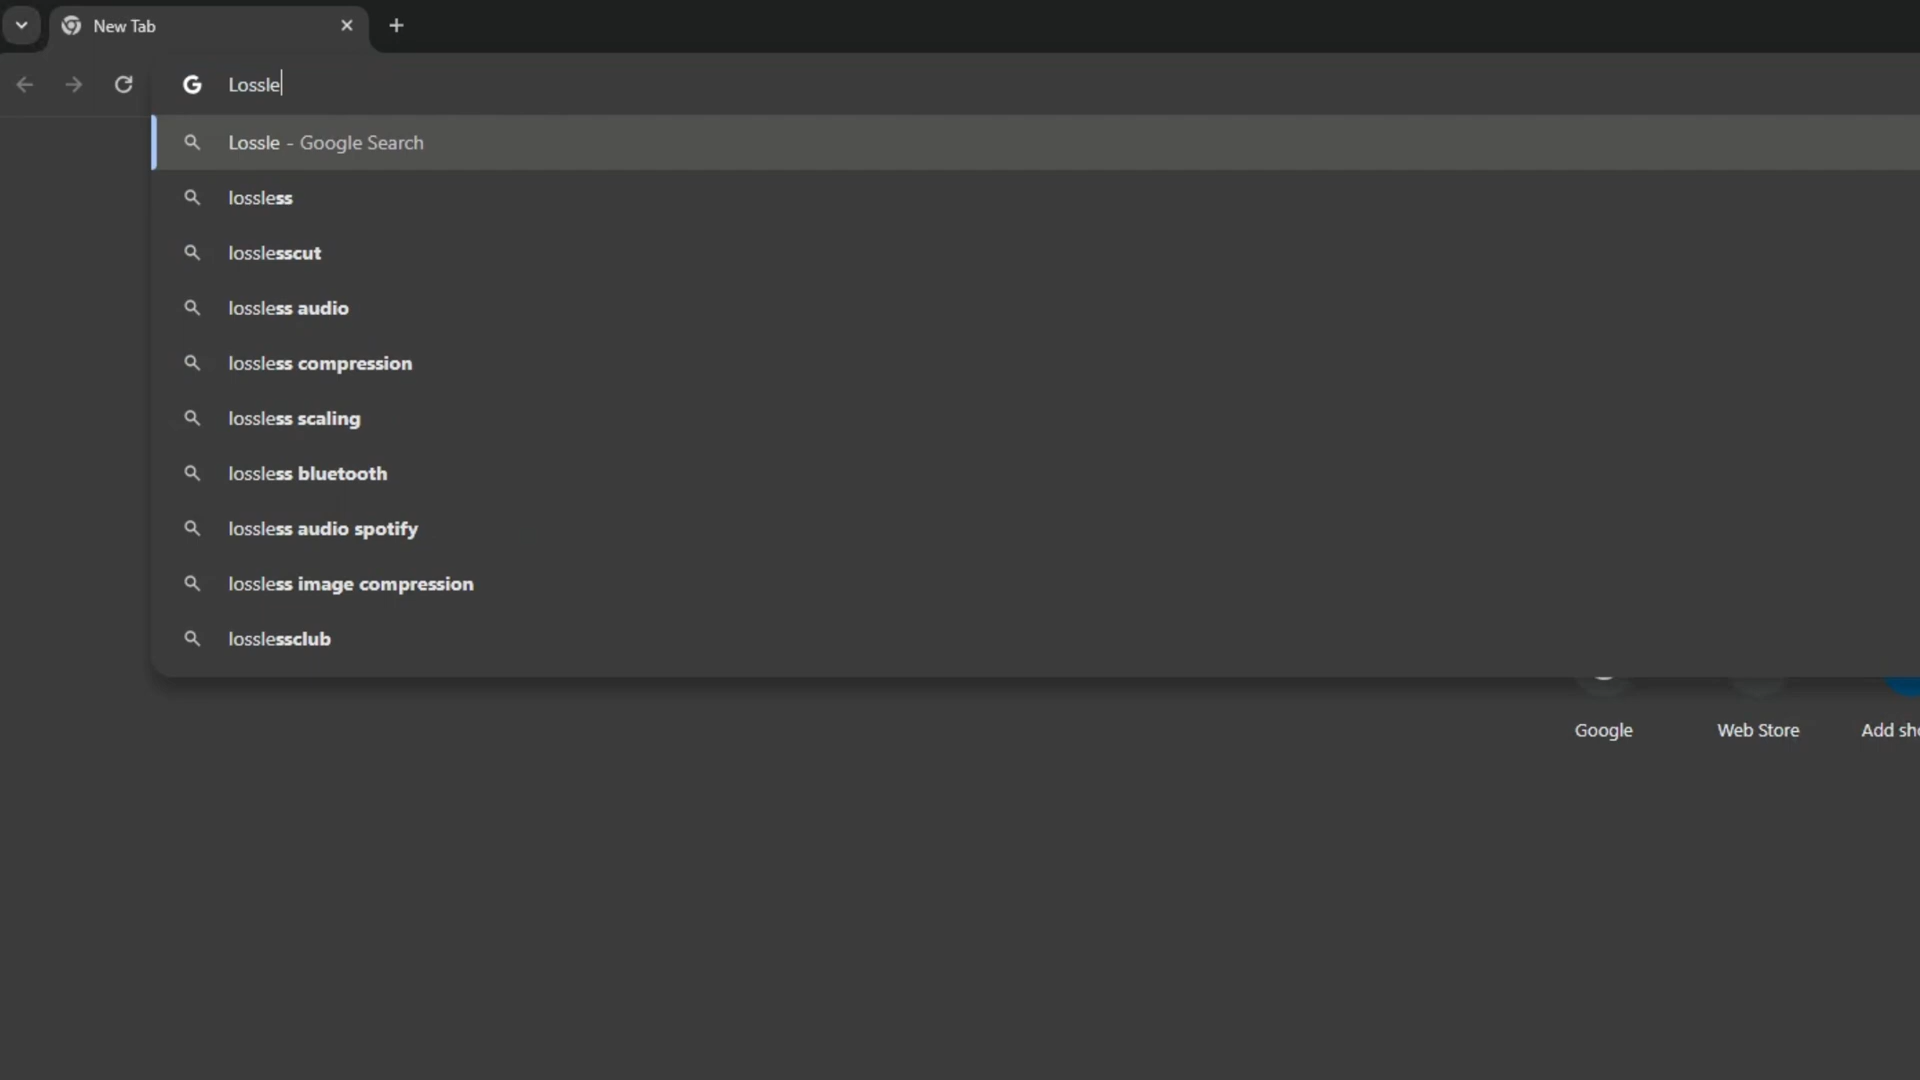 New Tab
Lossle
Lossle - Google Search
lossless
losslesscut
lossless audio
lossless compression
lossless scaling
lossless bluetooth
lossless audio spotify
lossless image compression
losslessclub
Google
Web Store
Add